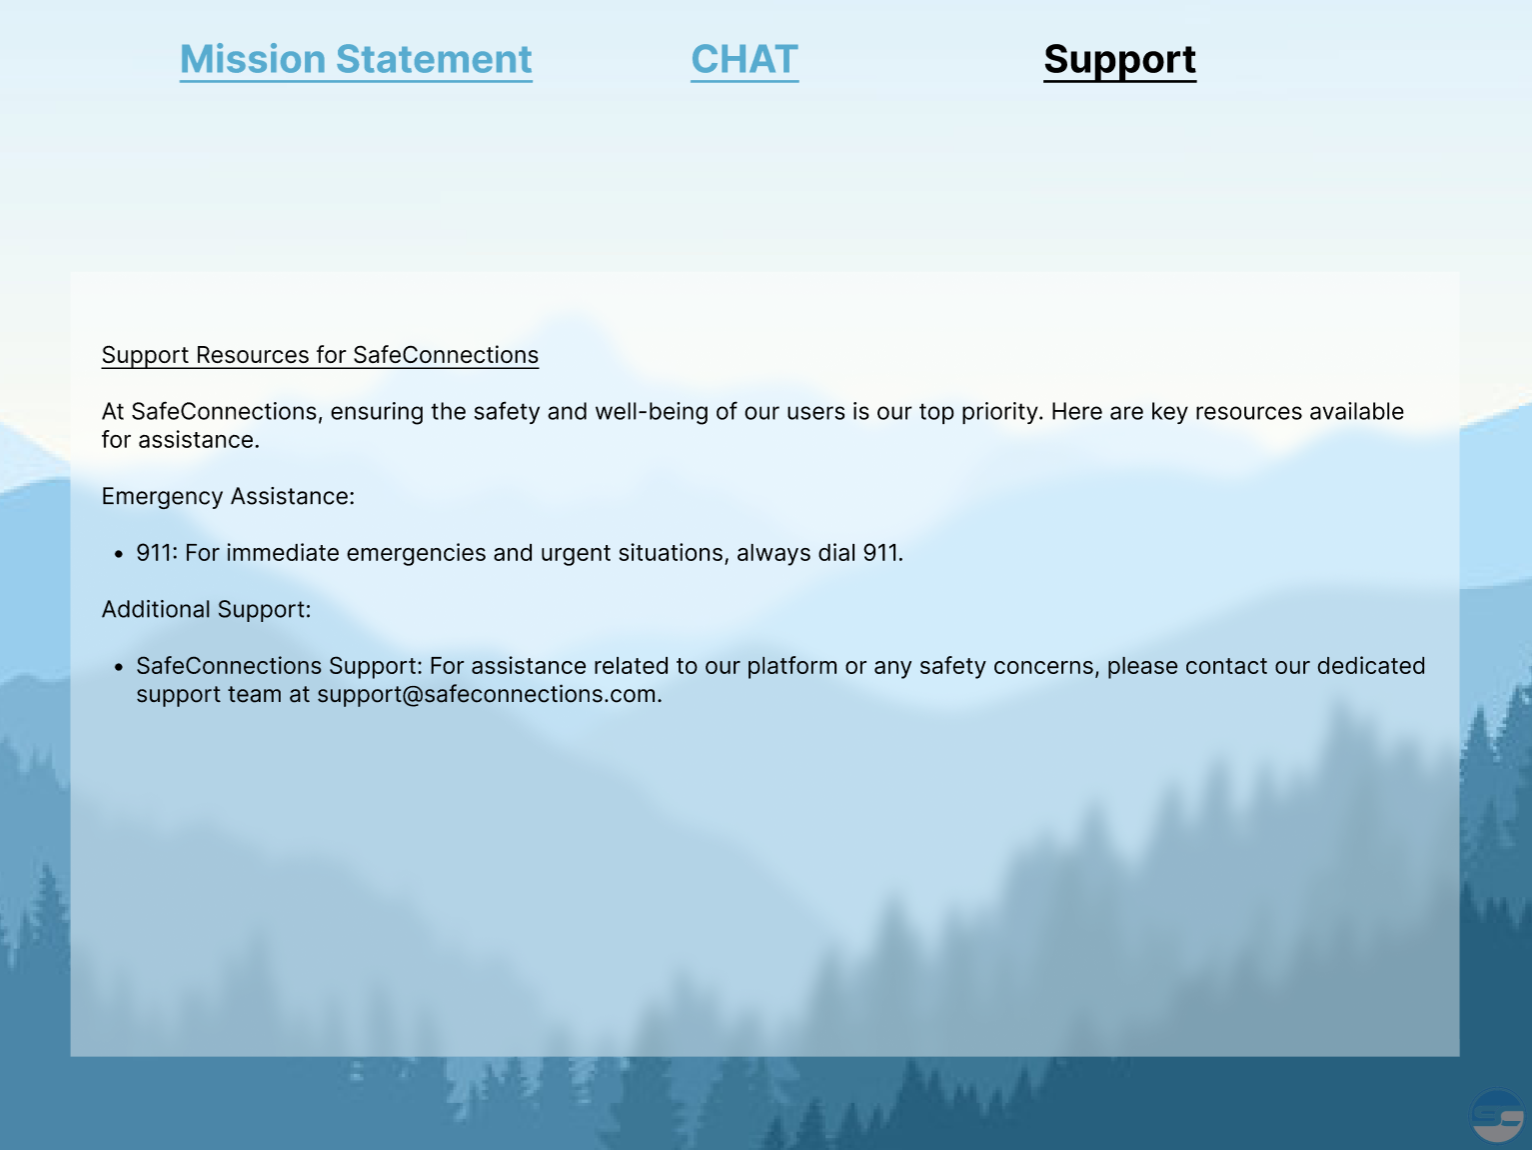 Mission Statement
CHAT
Support
Support Resources for SafeConnections
At SafeConnections, ensuring the safety and well-being of our users is our top priority. Here are key resources available
for assistance.
Emergency Assistance:
• 911: For immediate emergencies and urgent situations, always dial 911.
Additional Support:
• SafeConnections Support: For assistance related to our platform or any safety concerns, please contact our dedicated
support team at support@safeconnections.com.